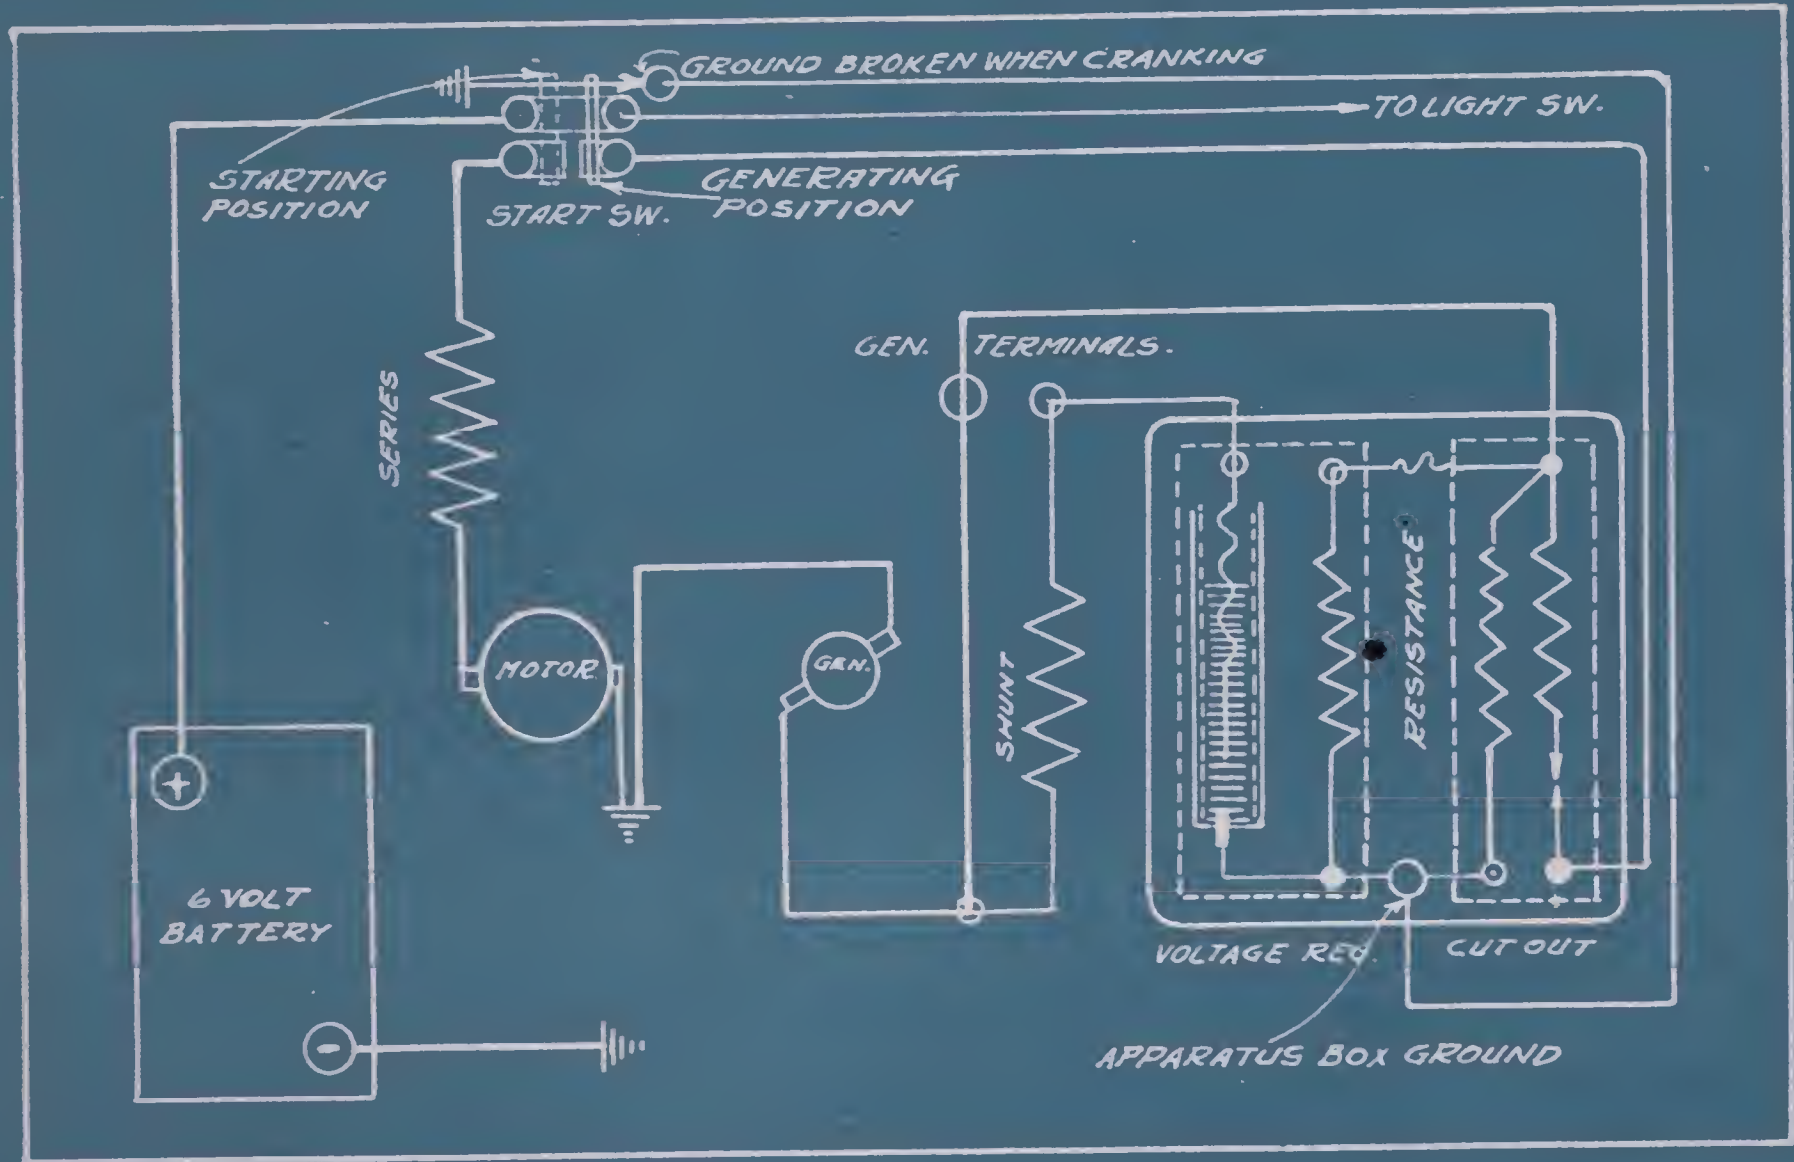 GROUND BROKEN WHEN CRANKING
TO LIGHT SW.
STARTING
POSITION
START SW.
GENERATING
POSITION
GEN. TERMINALS.
SERIES
MOTOR
GEN.
SHUNT
RESISTANCE
+
6 VOLT
BATTERY
-
VOLTAGE REG.
CUT OUT
APPARATUS BOX GROUND